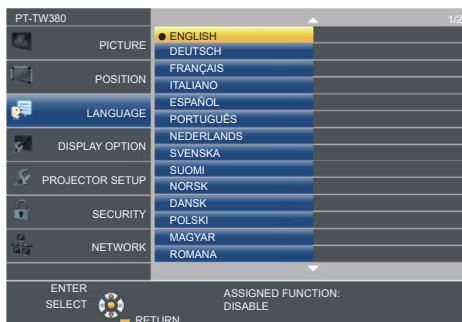 PT-TW380
1/2
PICTURE
POSITION
LANGUAGE
DISPLAY OPTION
PROJECTOR SETUP
SECURITY
NETWORK
ENGLISH
DEUTSCH
FRANÇAIS
ITALIANO
ESPAÑOL
PORTUGUÊS
NEDERLANDS
SVENSKA
SUOMI
NORSK
DANSK
POLSKI
MAGYAR
ROMANA
ENTER
SELECT
RETURN
ASSIGNED FUNCTION:
DISABLE